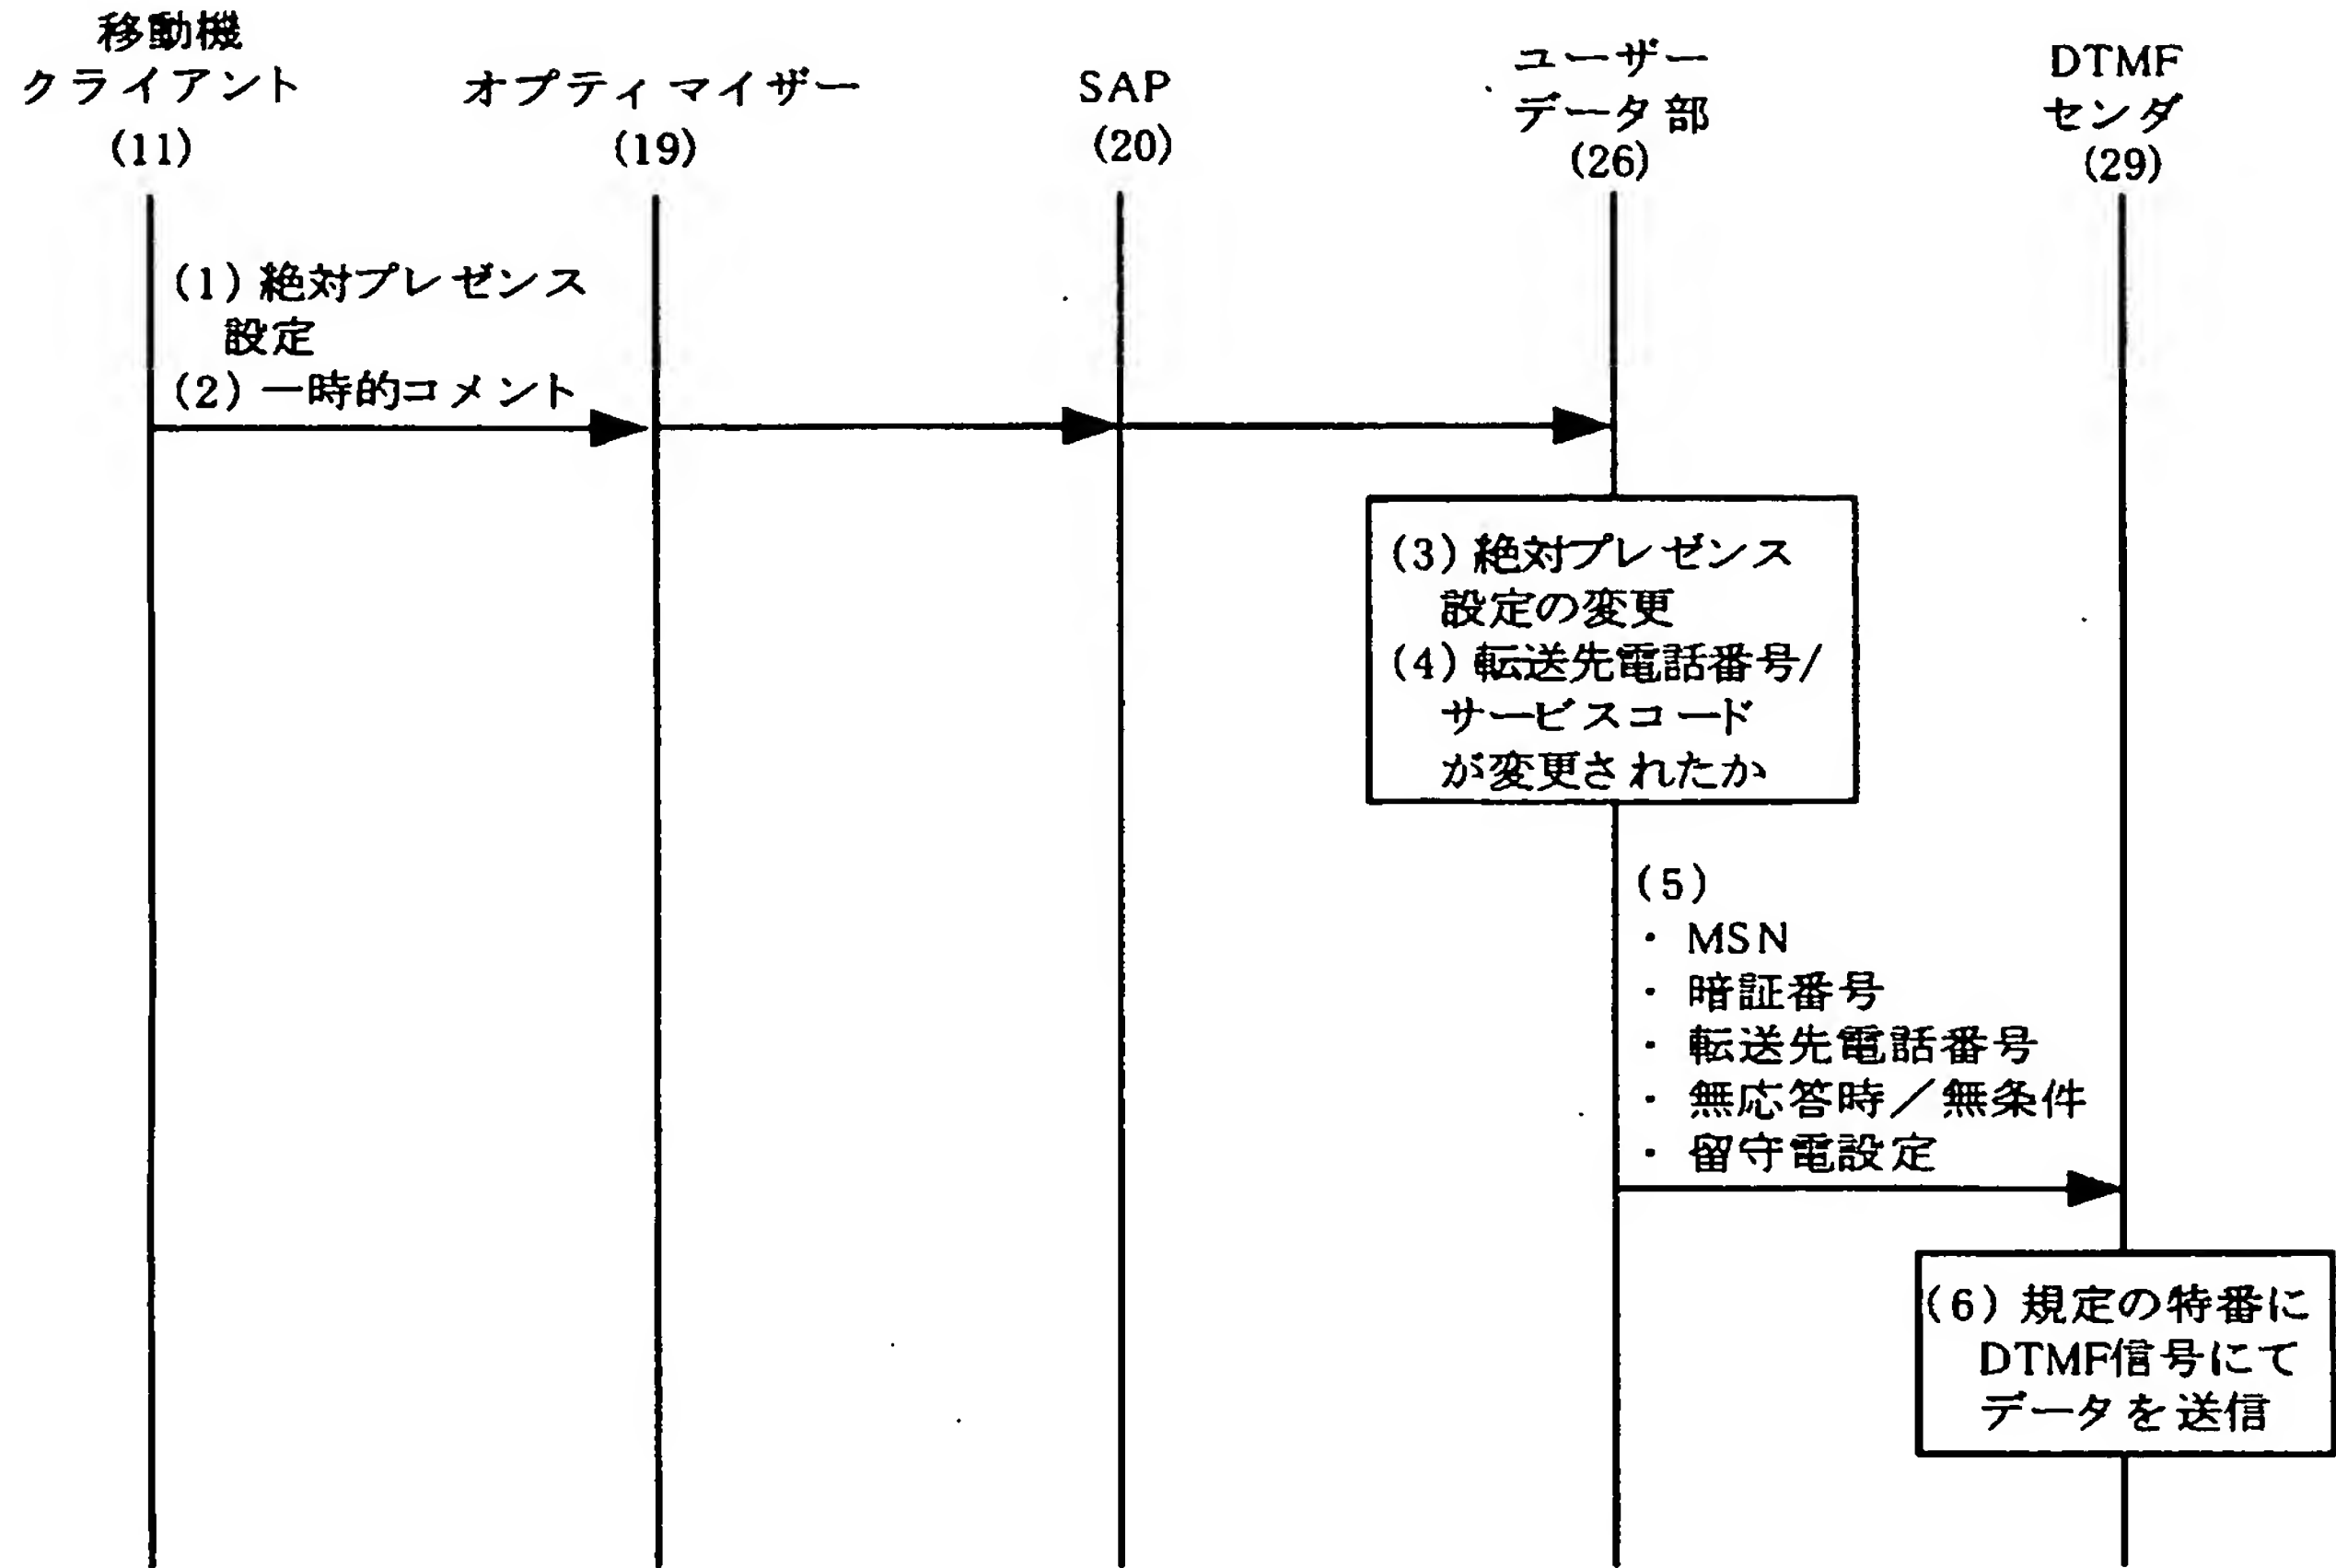 移動機
クライアント
(11)
オプティマイザー
(19)
SAP
(20)
ユーザー
データ部
(26)
DTMF
センダ
(29)
(1) 絶対プレゼンス
設定
(2) 一時的コメント
(3) 絶対プレゼンス
設定の変更
(4) 転送先電話番号/
サービスコード
が変更されたか
(5)
・ MSN
・ 暗証番号
・ 転送先電話番号
・ 無応答時／無条件
・ 留守電設定
(6) 規定の特番に
DTMF信号にて
データを送信